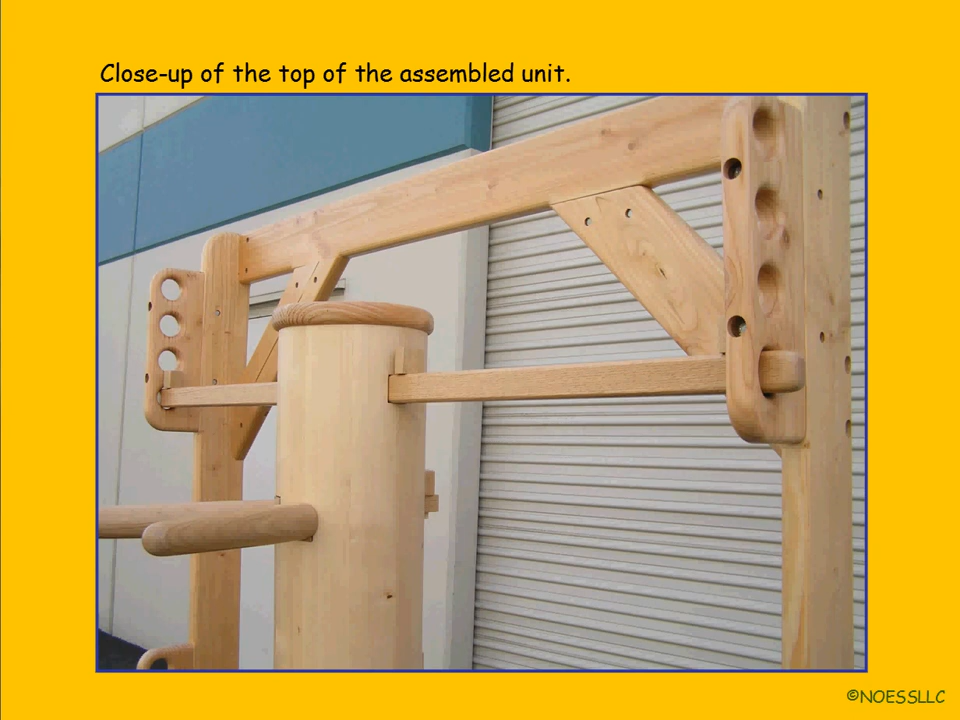 Close-up of the top of the assembled unit.
©NOESSLLC